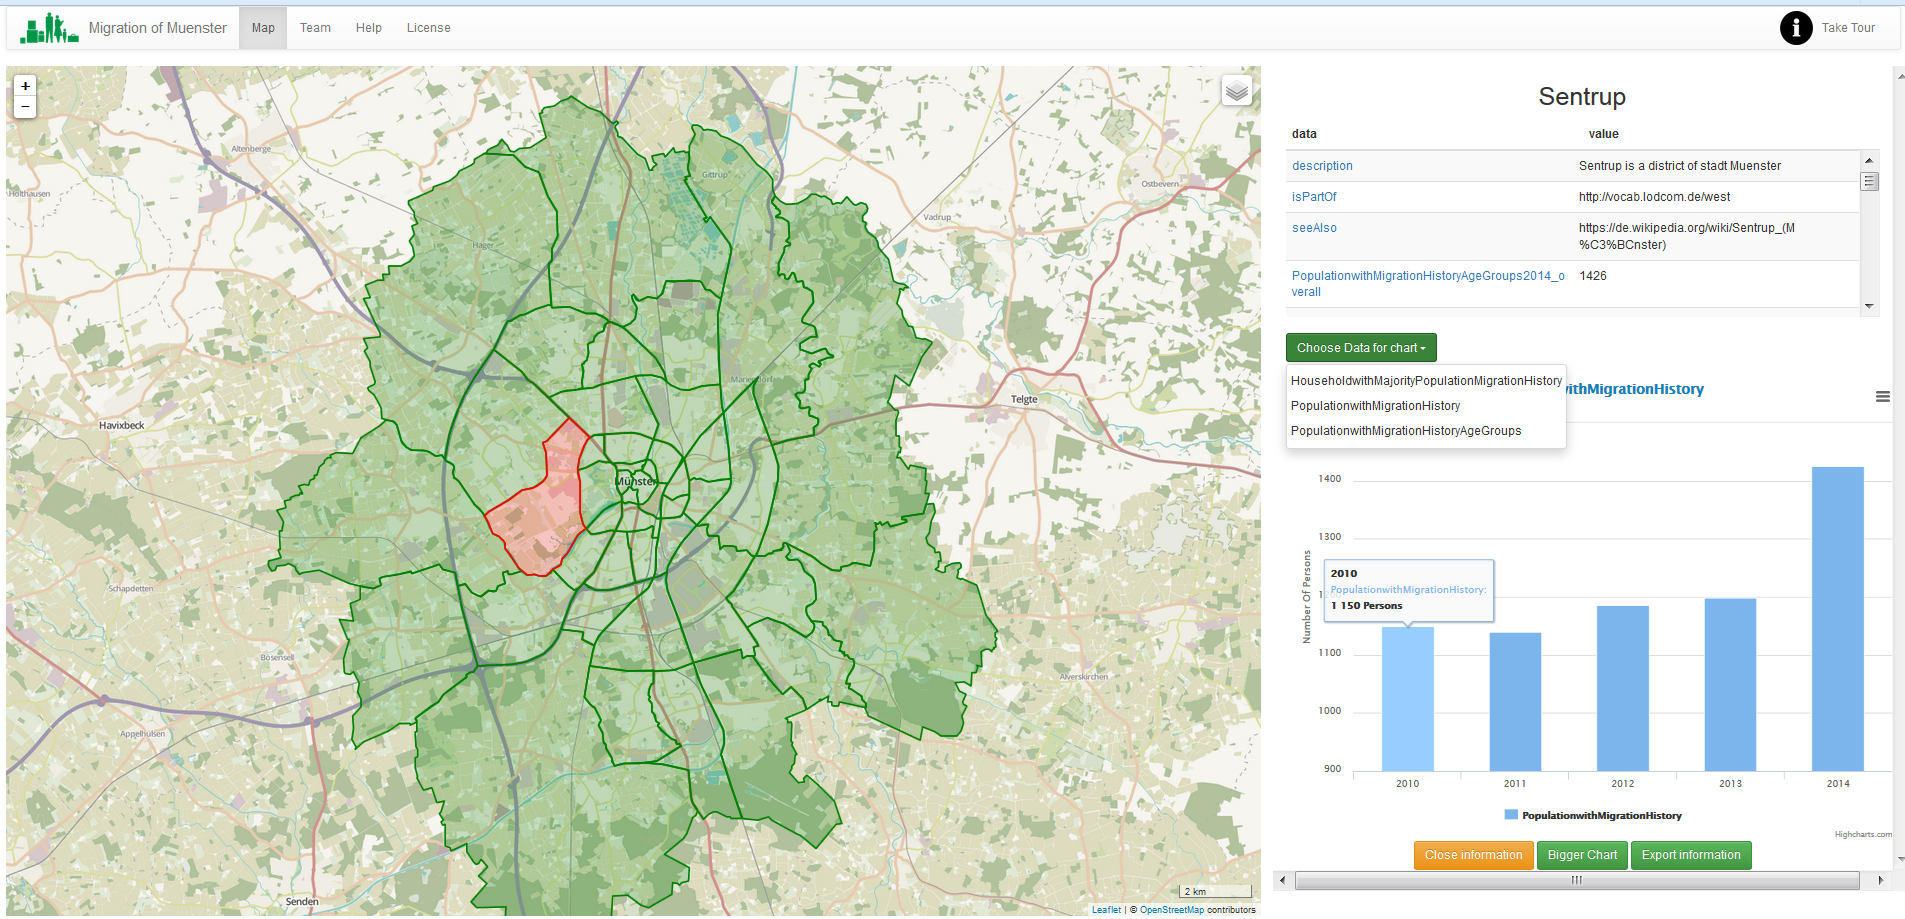 Migration of Muenster
Map
Team
Help
License
Take Tour
+
−
Altenberge
Holthausen
Gittrup
Ostbevern
Vadrup
Hager
Mariendorf
Telgte
Havixbeck
Münster
Schapdetten
Bösensell
Alverskirchen
Appelhülsen
Senden
2 km
Leaflet | © OpenStreetMap contributors
Sentrup
data value
description Sentrup is a district of stadt Muenster
isPartOf http://vocab.lodcom.de/west
seeAlso https://de.wikipedia.org/wiki/Sentrup_(M
%C3%BCnster)
PopulationwithMigrationHistoryAgeGroups2014_o 1426
verall
Choose Data for chart
HouseholdwithMajorityPopulationMigrationHistory
PopulationwithMigrationHistory
PopulationwithMigrationHistoryAgeGroups
withMigrationHistory
Number Of Persons
1400
1300
1100
1000
900
2010
PopulationwithMigrationHistory:
1 150 Persons
2010 2011 2012 2013 2014
PopulationwithMigrationHistory
Highcharts.com
Close information
Bigger Chart
Export information